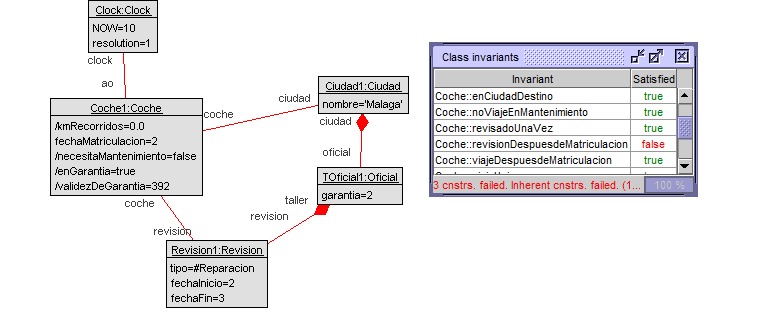 Clock:Clock
NOW=10
resolution=1
clock
ao
Coche1:Coche
/kmRecorridos=0.0
fechaMatriculacion=2
/necesitaMantenimiento=false
/enGarantia=true
/validezDeGarantia=392
coche
ciudad
Ciudad1:Ciudad
nombre='Malaga'
ciudad
oficial
TOficial1:Oficial
garantia=2
taller
revision
coche
revision
Revision1:Revision
tipo=#Reparacion
fechaInicio=2
fechaFin=3
Class invariants
Invariant Satisfied
Coche::enCiudadDestino true
Coche::noViajeEnMantenimiento true
Coche::revisadoUnaVez true
Coche::revisionDespuesdeMatriculacion false
Coche::viajeDespuesdeMatriculacion true
3 cnstrs. failed. Inherent cnstrs. failed. (1... 100 %